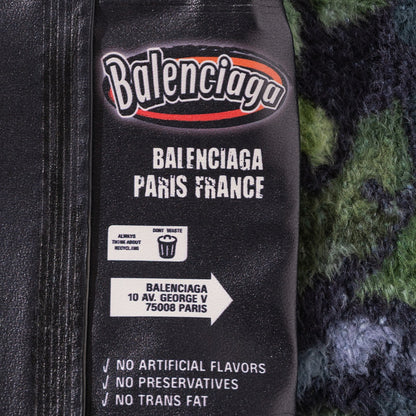 Balenciaga
BALENCIAGA
PARIS FRANCE
ALWAYS
THINK ABOUT
RECYCLING
DONT WASTE
BALENCIAGA
10 AV. GEORGE V
75008 PARIS
√ NO ARTIFICIAL FLAVORS
√ NO PRESERVATIVES
√ NO TRANS FAT